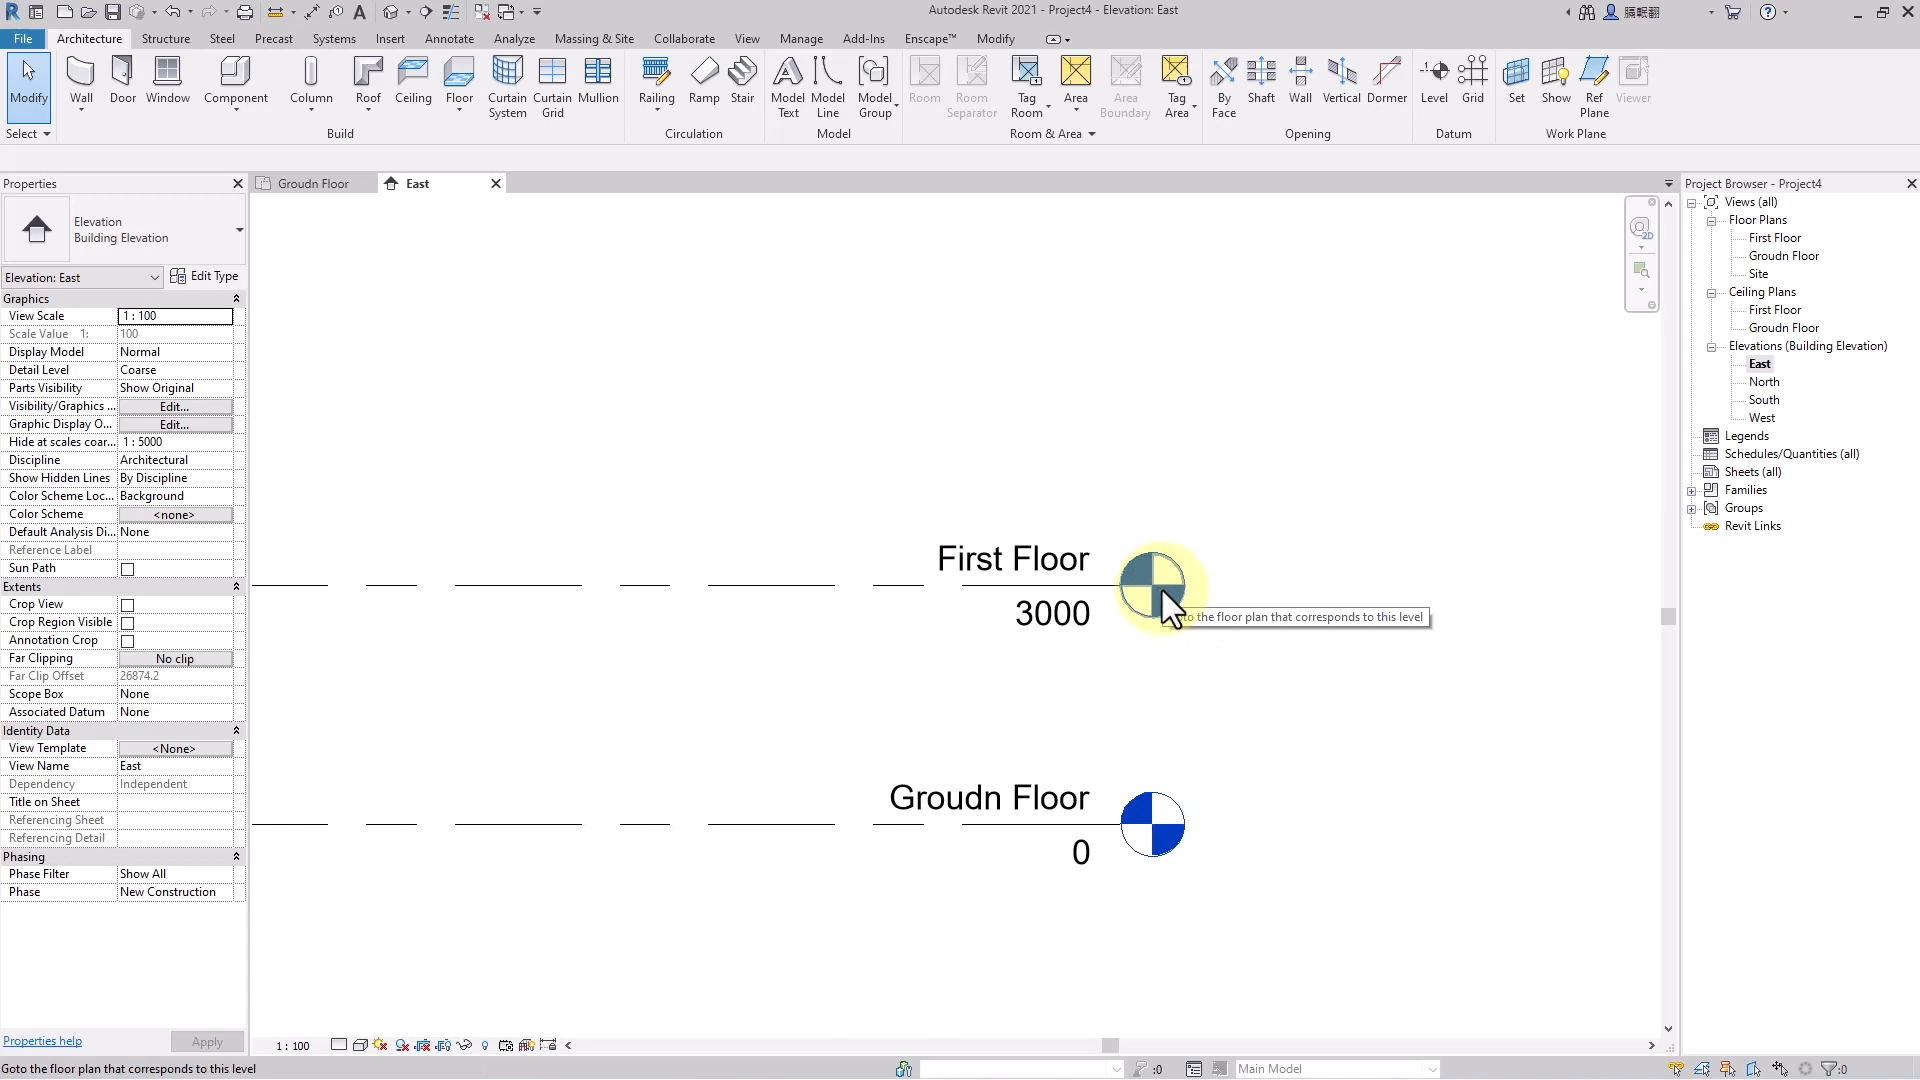 Autodesk Revit 2021 - Project4 - Elevation: East
File Architecture Structure Steel Precast Systems Insert Annotate Analyze Massing & Site Collaborate View Manage Add-Ins Enscape™ Modify
Modify Wall Door Window Component Column Roof Ceiling Floor Curtain System Curtain Grid Mullion Railing Ramp Stair Model Text Model Line Model Group Room Room Separator Tag Room Area Area Boundary Tag Area By Face Shaft Wall Vertical Dormer Level Grid Set Show Ref Plane Viewer
Select Build Circulation Model Room & Area Opening Datum Work Plane
Properties
Elevation
Building Elevation
Elevation: East Edit Type
Graphics
View Scale 1 : 100
Scale Value 1: 100
Display Model Normal
Detail Level Coarse
Parts Visibility Show Original
Visibility/Graphics ... Edit...
Graphic Display O... Edit...
Hide at scales coar... 1 : 5000
Discipline Architectural
Show Hidden Lines By Discipline
Color Scheme Loc... Background
Color Scheme <none>
Default Analysis Di... None
Reference Label
Sun Path
Extents
Crop View
Crop Region Visible
Annotation Crop
Far Clipping No clip
Far Clip Offset 26874.2
Scope Box None
Associated Datum None
Identity Data
View Template <None>
View Name East
Dependency Independent
Title on Sheet
Referencing Sheet
Referencing Detail
Phasing
Phase Filter Show All
Phase New Construction
Properties help Apply
Groudn Floor East
First Floor
3000
to the floor plan that corresponds to this level
Groudn Floor
0
2D
1 : 100
Project Browser - Project4
Views (all)
Floor Plans
First Floor
Groudn Floor
Site
Ceiling Plans
First Floor
Groudn Floor
Elevations (Building Elevation)
East
North
South
West
Legends
Schedules/Quantities (all)
Sheets (all)
Families
Groups
Revit Links
Goto the floor plan that corresponds to this level
:0 Main Model :0